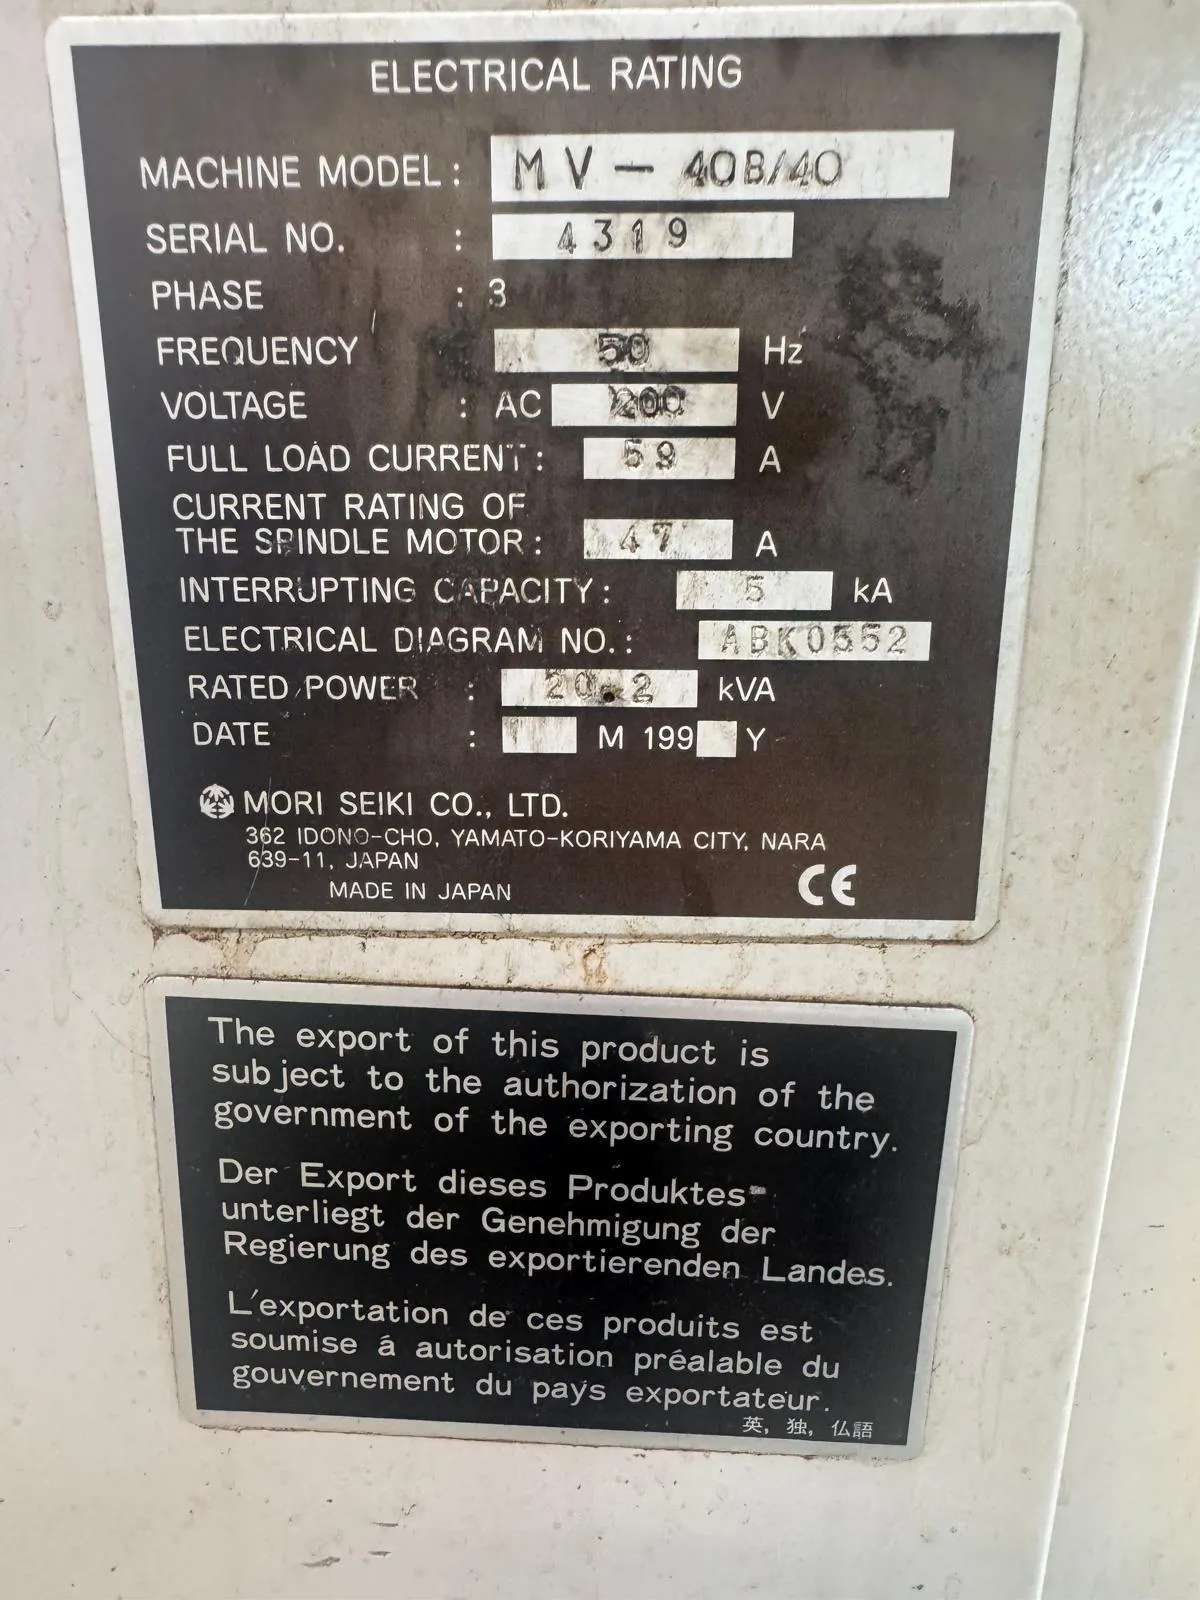 ELECTRICAL RATING
MACHINE MODEL : MV-40B/40
SERIAL NO. : 4319
PHASE : 3
FREQUENCY 50 Hz
VOLTAGE : AC 200 V
FULL LOAD CURRENT : 59 A
CURRENT RATING OF
THE SPINDLE MOTOR : 47 A
INTERRUPTING CAPACITY : 5 kA
ELECTRICAL DIAGRAM NO. : ABK0552
RATED POWER : 20.2 kVA
DATE : M 199 Y
MORI SEIKI CO., LTD.
362 IDONO-CHO, YAMATO-KORIYAMA CITY, NARA
639-11, JAPAN
MADE IN JAPAN
CE
The export of this product is
subject to the authorization of the
government of the exporting country.
Der Export dieses Produktes
unterliegt der Genehmigung der
Regierung des exportierenden Landes.
L'exportation de ces produits est
soumise á autorisation préalable du
gouvernement du pays exportateur.
英, 独, 仏語